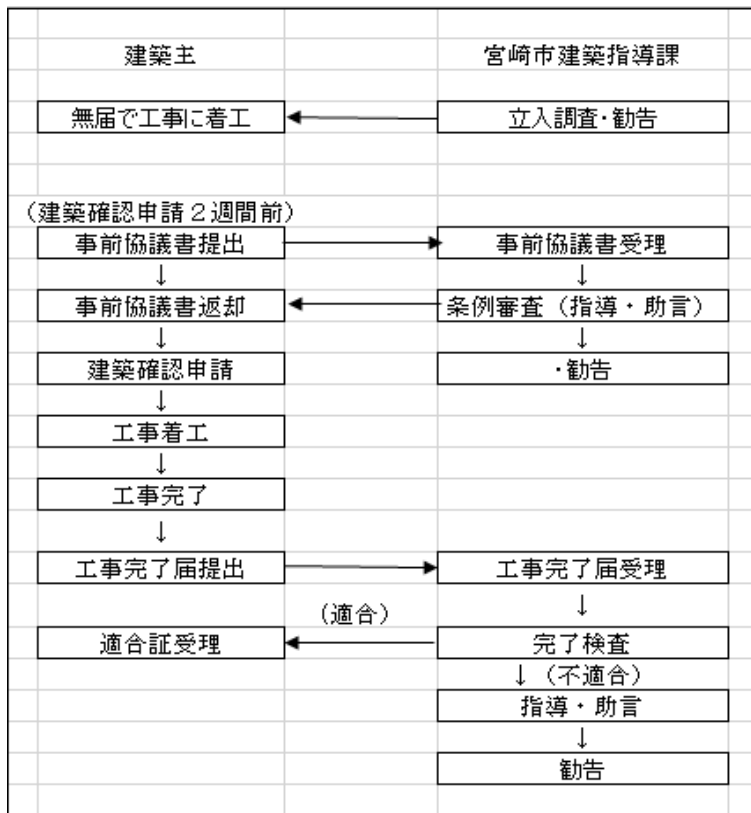 建築主 宮崎市建築指導課
無届で工事に着工 立入調査・勧告
(建築確認申請２週間前)
事前協議書提出 事前協議書受理
↓ ↓
事前協議書返却 条例審査(指導・助言)
↓ ↓
建築確認申請 ・勧告
↓
工事着工
↓
工事完了
↓
工事完了届提出 工事完了届受理
↓
(適合)
適合証受理 完了検査
↓(不適合)
指導・助言
↓
勧告